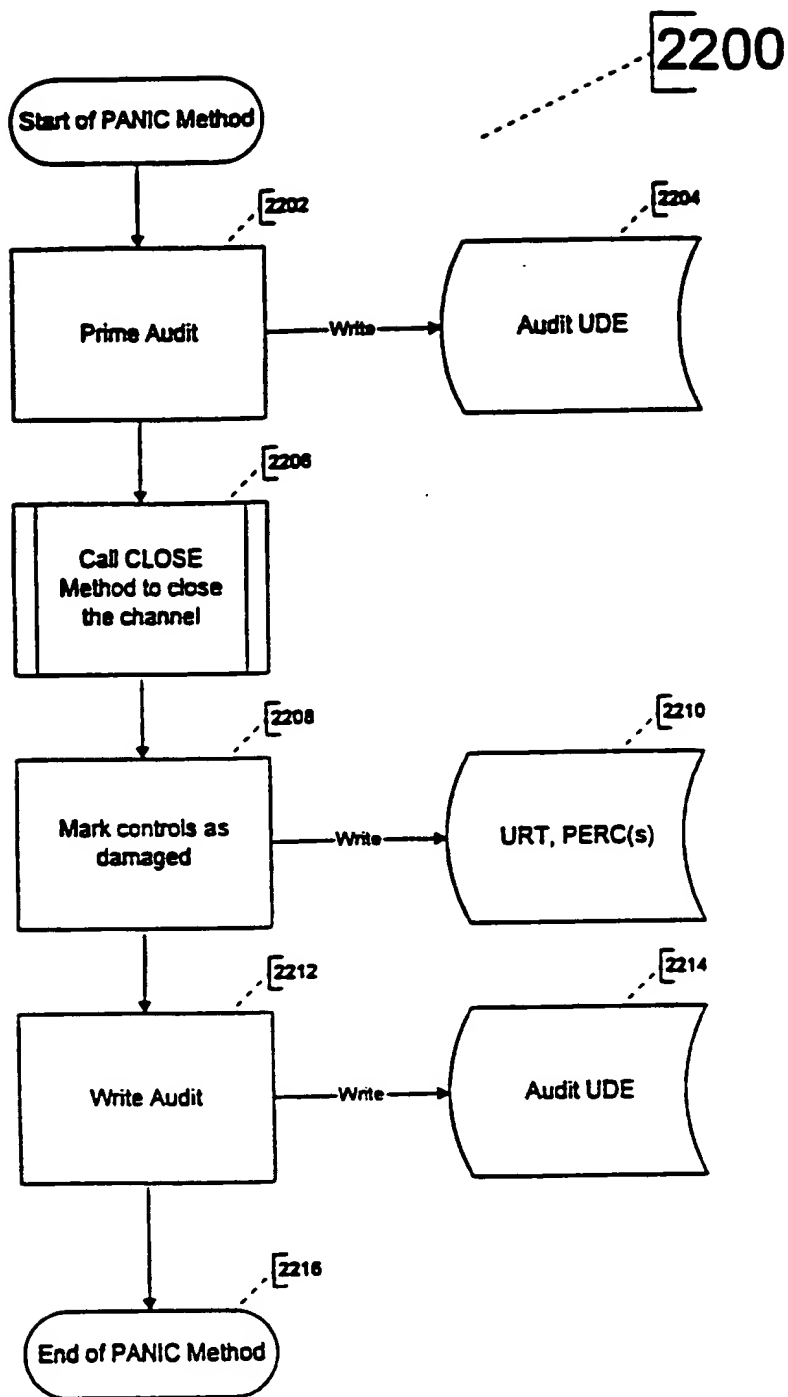 2200
Start of PANIC Method
2202
2204
Prime Audit
Write
Audit UDE
2206
Call CLOSE
Method to close
the channel
2208
2210
Mark controls as
damaged
Write
URT, PERC(s)
2212
2214
Write Audit
Write
Audit UDE
2216
End of PANIC Method